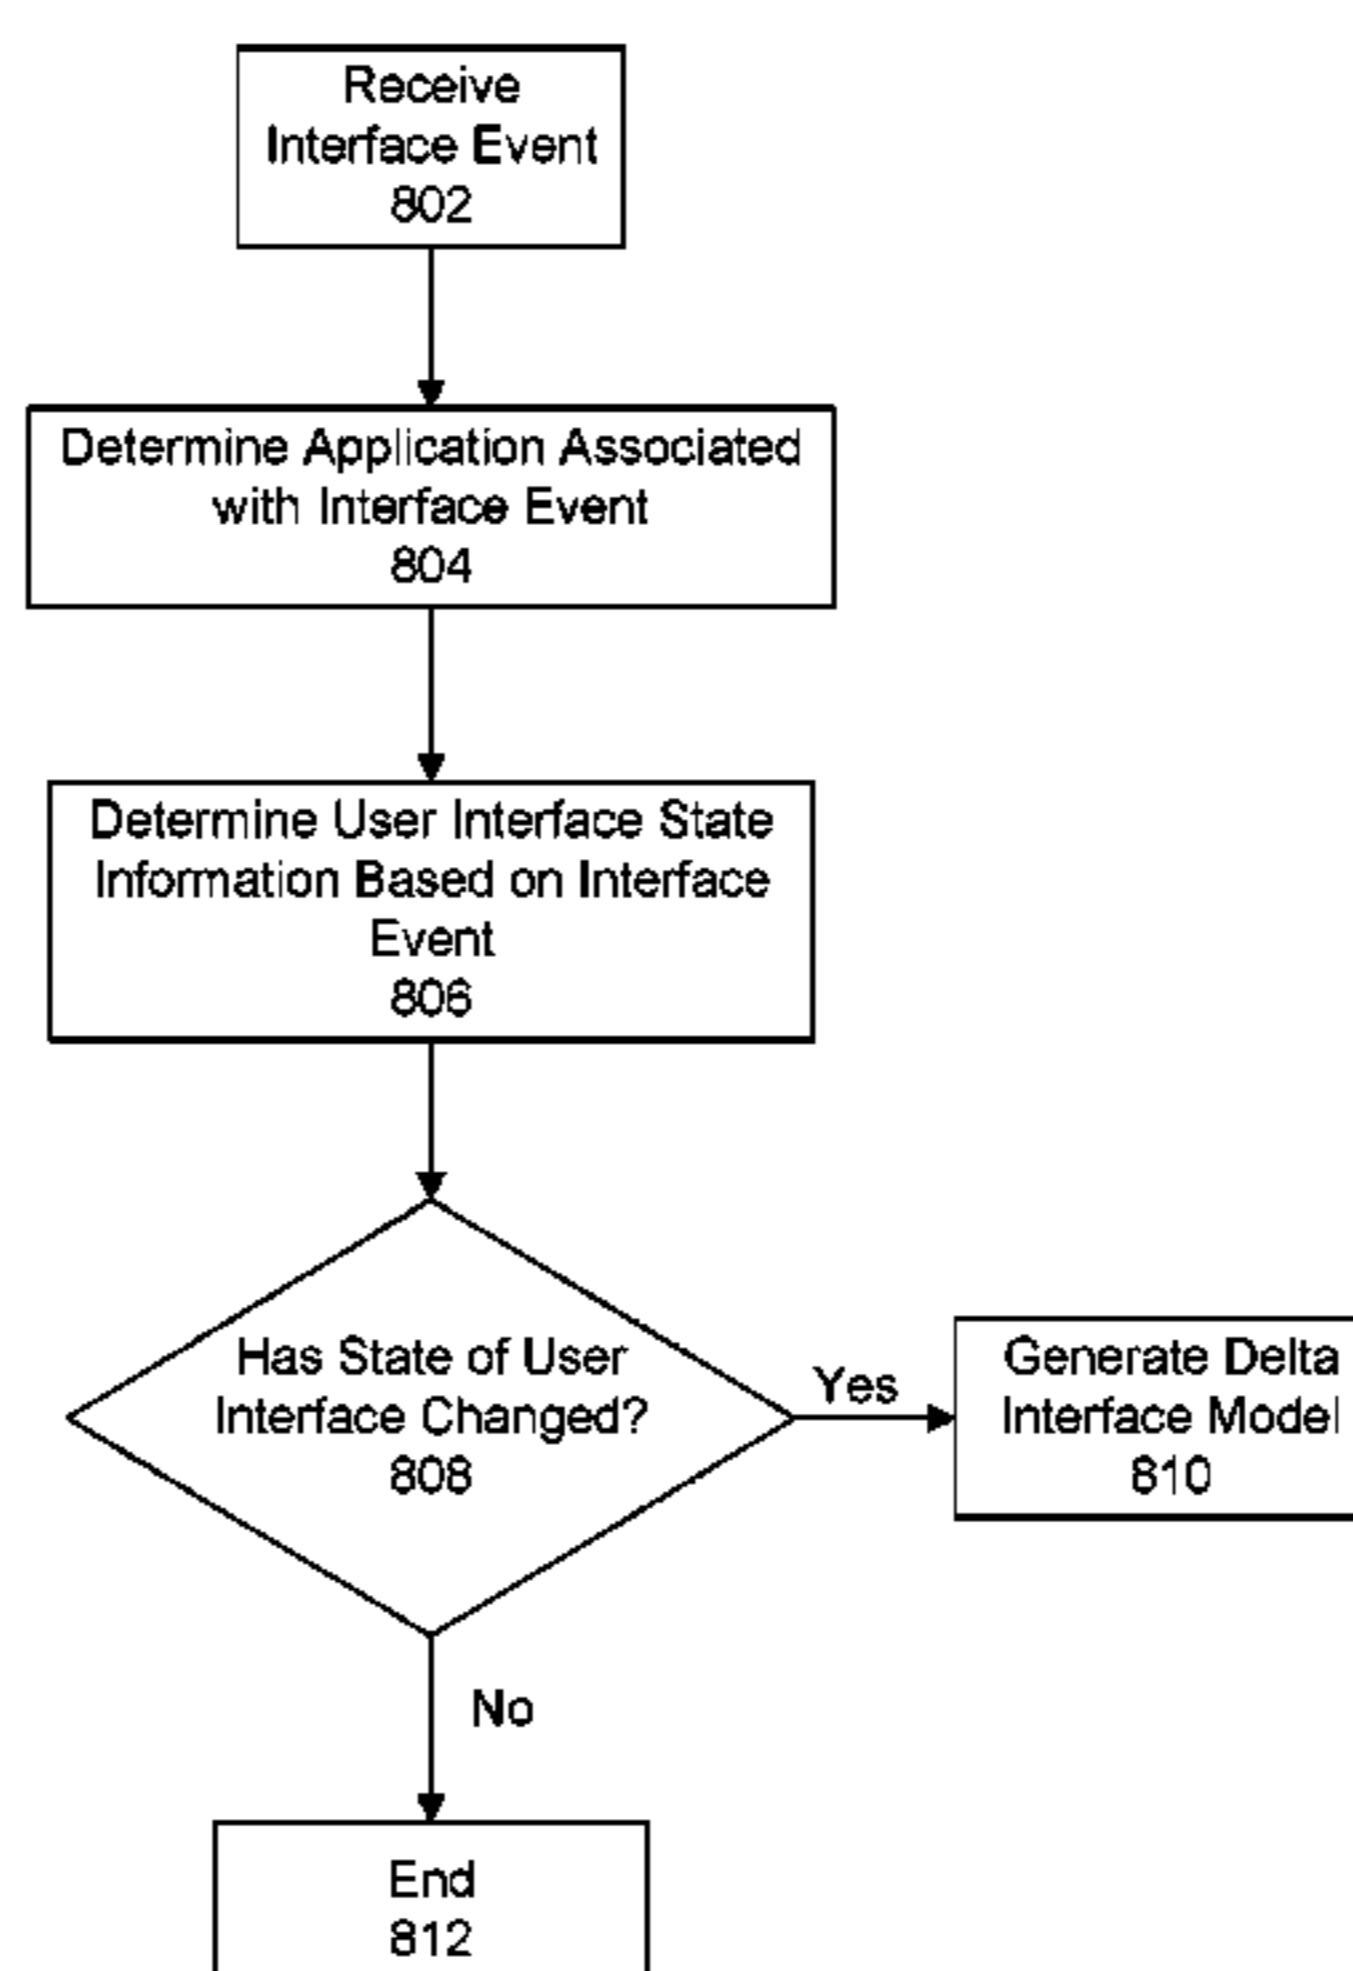 Receive
Interface Event
802
Determine Application Associated
with Interface Event
804
Determine User Interface State
Information Based on Interface
Event
806
Has State of User
Interface Changed?
808
Yes
Generate Delta
Interface Model
810
No
End
812